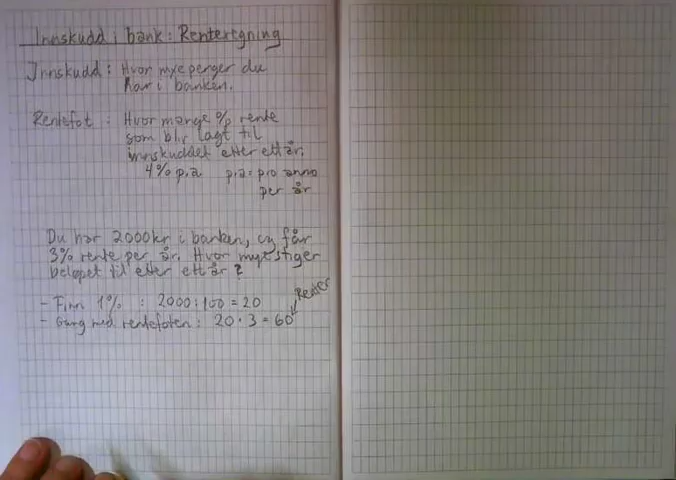 Innskudd i bank: Renteregning
Innskudd: Hvor mye penger du
har i banken.
Rentefot : Hvor mange % rente
som blir lagt til
innskuddet etter ett år.
4% p.a p.a = pro anno
per år
Du har 2000kr i banken, og får
3% rente per år. Hvor mye stiger
beløpet til etter ett år?
- Finn 1% : 2000:100 = 20
Renter
- Gang med rentefoten: 20 · 3 = 60